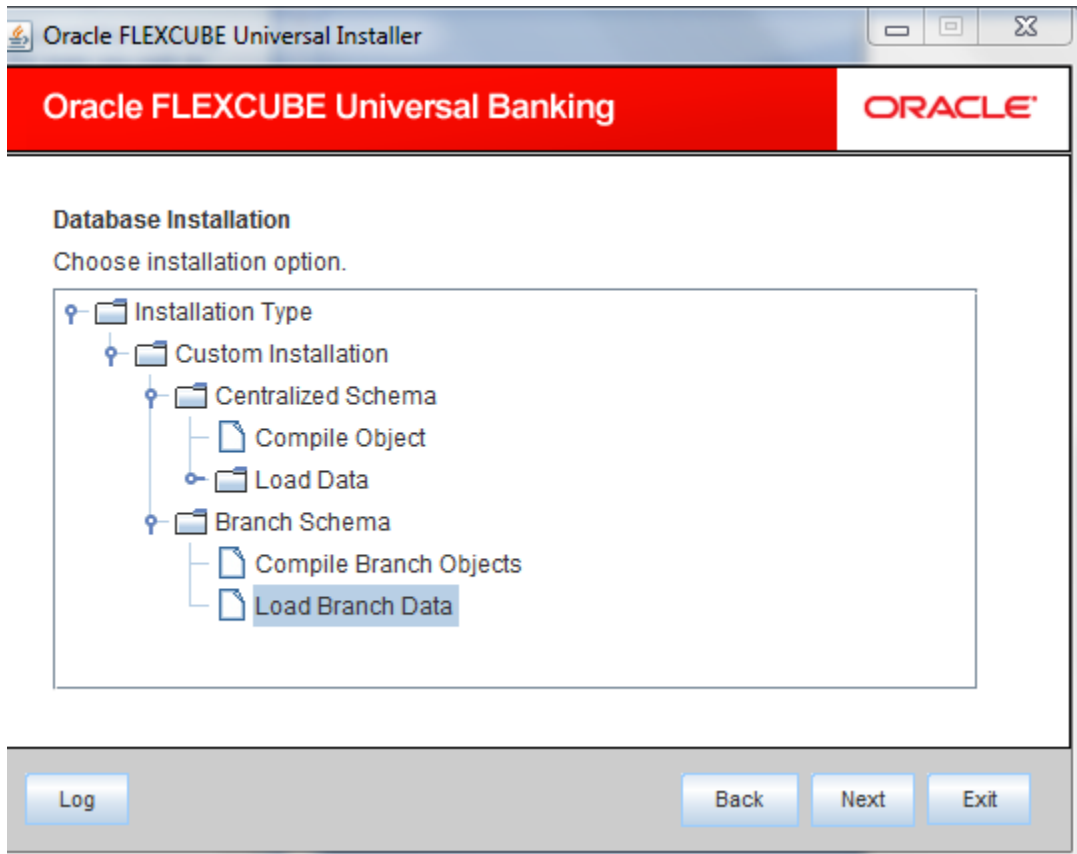 Oracle FLEXCUBE Universal Installer
Oracle FLEXCUBE Universal Banking
ORACLE
Database Installation
Choose installation option.
Installation Type
Custom Installation
Centralized Schema
Compile Object
Load Data
Branch Schema
Compile Branch Objects
Load Branch Data
Log
Back
Next
Exit